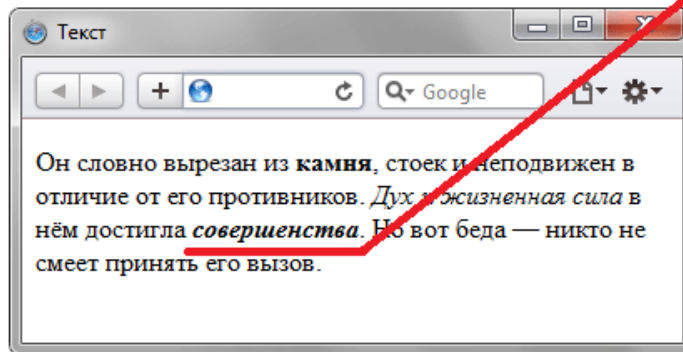 Текст
Google
Он словно вырезан из камня, стоек и неподвижен в
отличие от его противников. Дух и жизненная сила в
нём достигла совершенства. Но вот беда — никто не
смеет принять его вызов.